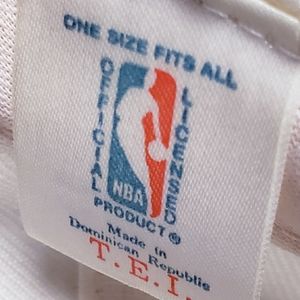 ONE SIZE FITS ALL
OFFICIAL
LICENSED
NBA
PRODUCT®
Made in
Dominican Republic
T.E.I.